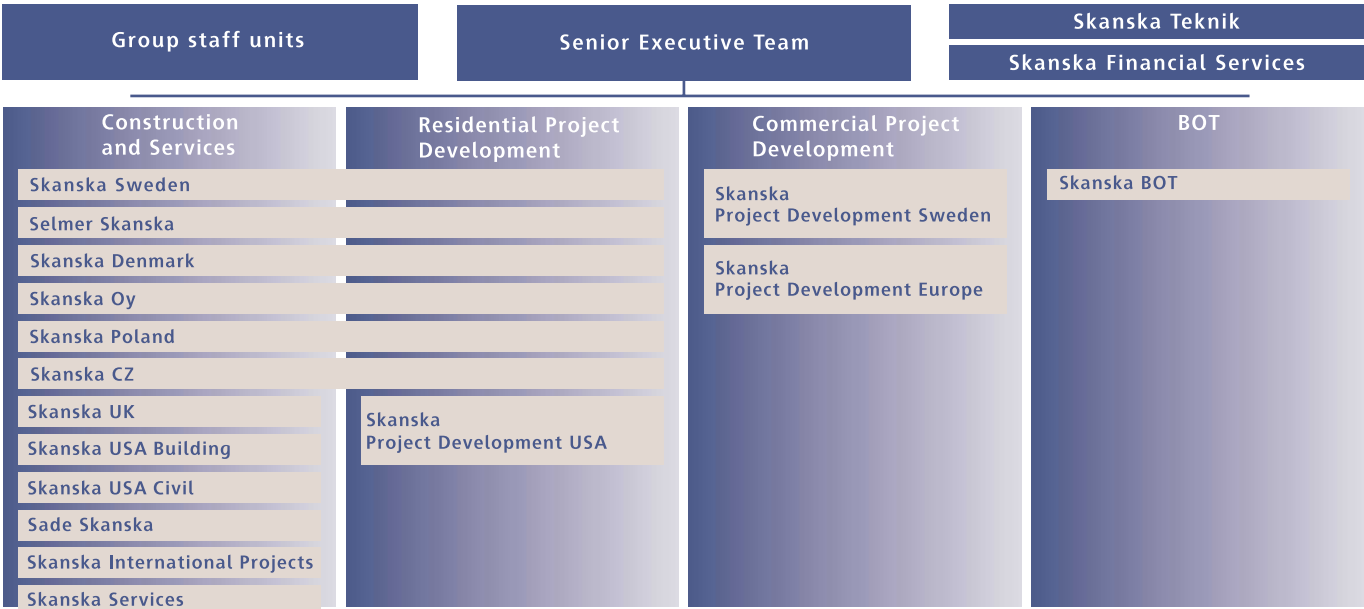 Group staff units
Senior Executive Team
Skanska Teknik
Skanska Financial Services
Construction
and Services
Skanska Sweden
Selmer Skanska
Skanska Denmark
Skanska Oy
Skanska Poland
Skanska CZ
Skanska UK
Skanska USA Building
Skanska USA Civil
Sade Skanska
Skanska International Projects
Skanska Services
Residential Project
Development
Skanska
Project Development USA
Commercial Project
Development
Skanska
Project Development Sweden
Skanska
Project Development Europe
BOT
Skanska BOT